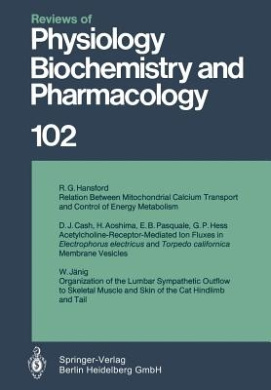 Reviews of
Physiology
Biochemistry and
Pharmacology
102
R. G. Hansford
Relation Between Mitochondrial Calcium Transport
and Control of Energy Metabolism
D. J. Cash, H. Aoshima, E. B. Pasquale, G. P. Hess
Acetylcholine-Receptor-Mediated Ion Fluxes in
Electrophorus electricus and Torpedo californica
Membrane Vesicles
W. Jänig
Organization of the Lumbar Sympathetic Outflow
to Skeletal Muscle and Skin of the Cat Hindlimb
and Tail
Springer-Verlag
Berlin Heidelberg GmbH